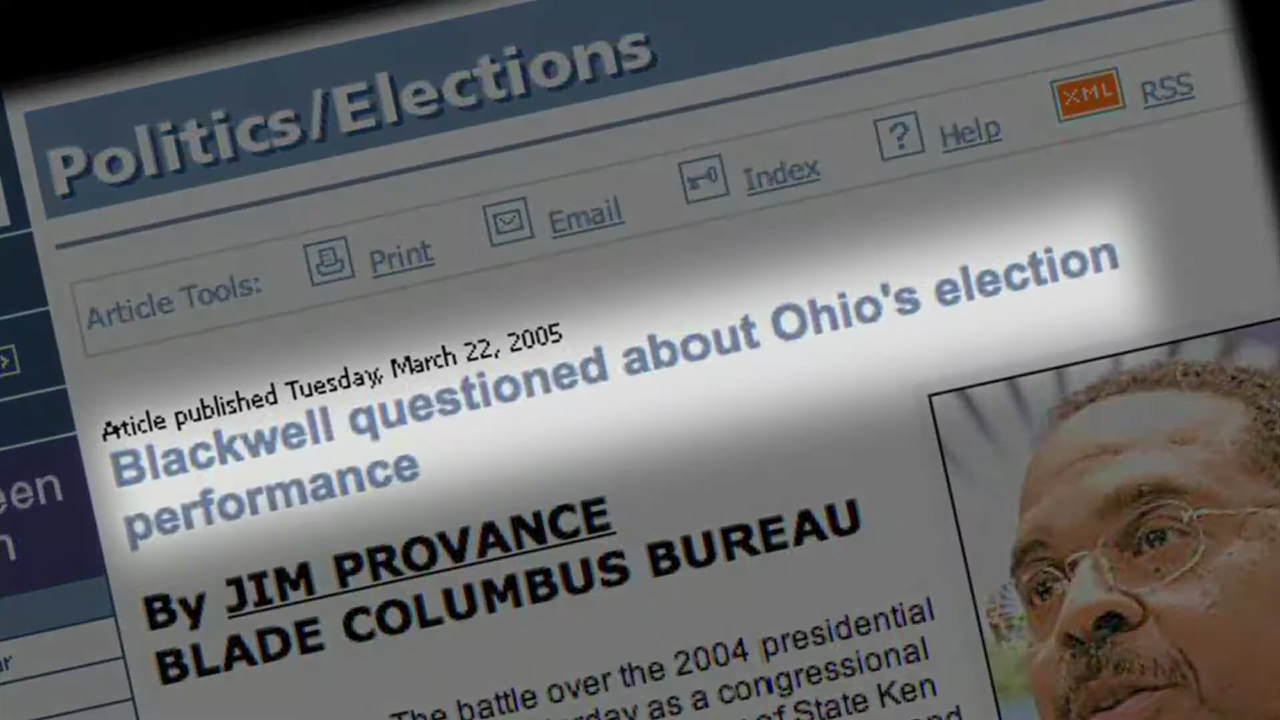 Politics/Elections
Article Tools: Print Email Index Help XML RSS
Article published Tuesday, March 22, 2005
Blackwell questioned about Ohio's election
performance
By JIM PROVANCE
BLADE COLUMBUS BUREAU
The battle over the 2004 presidential
as a congressional
of State Ken